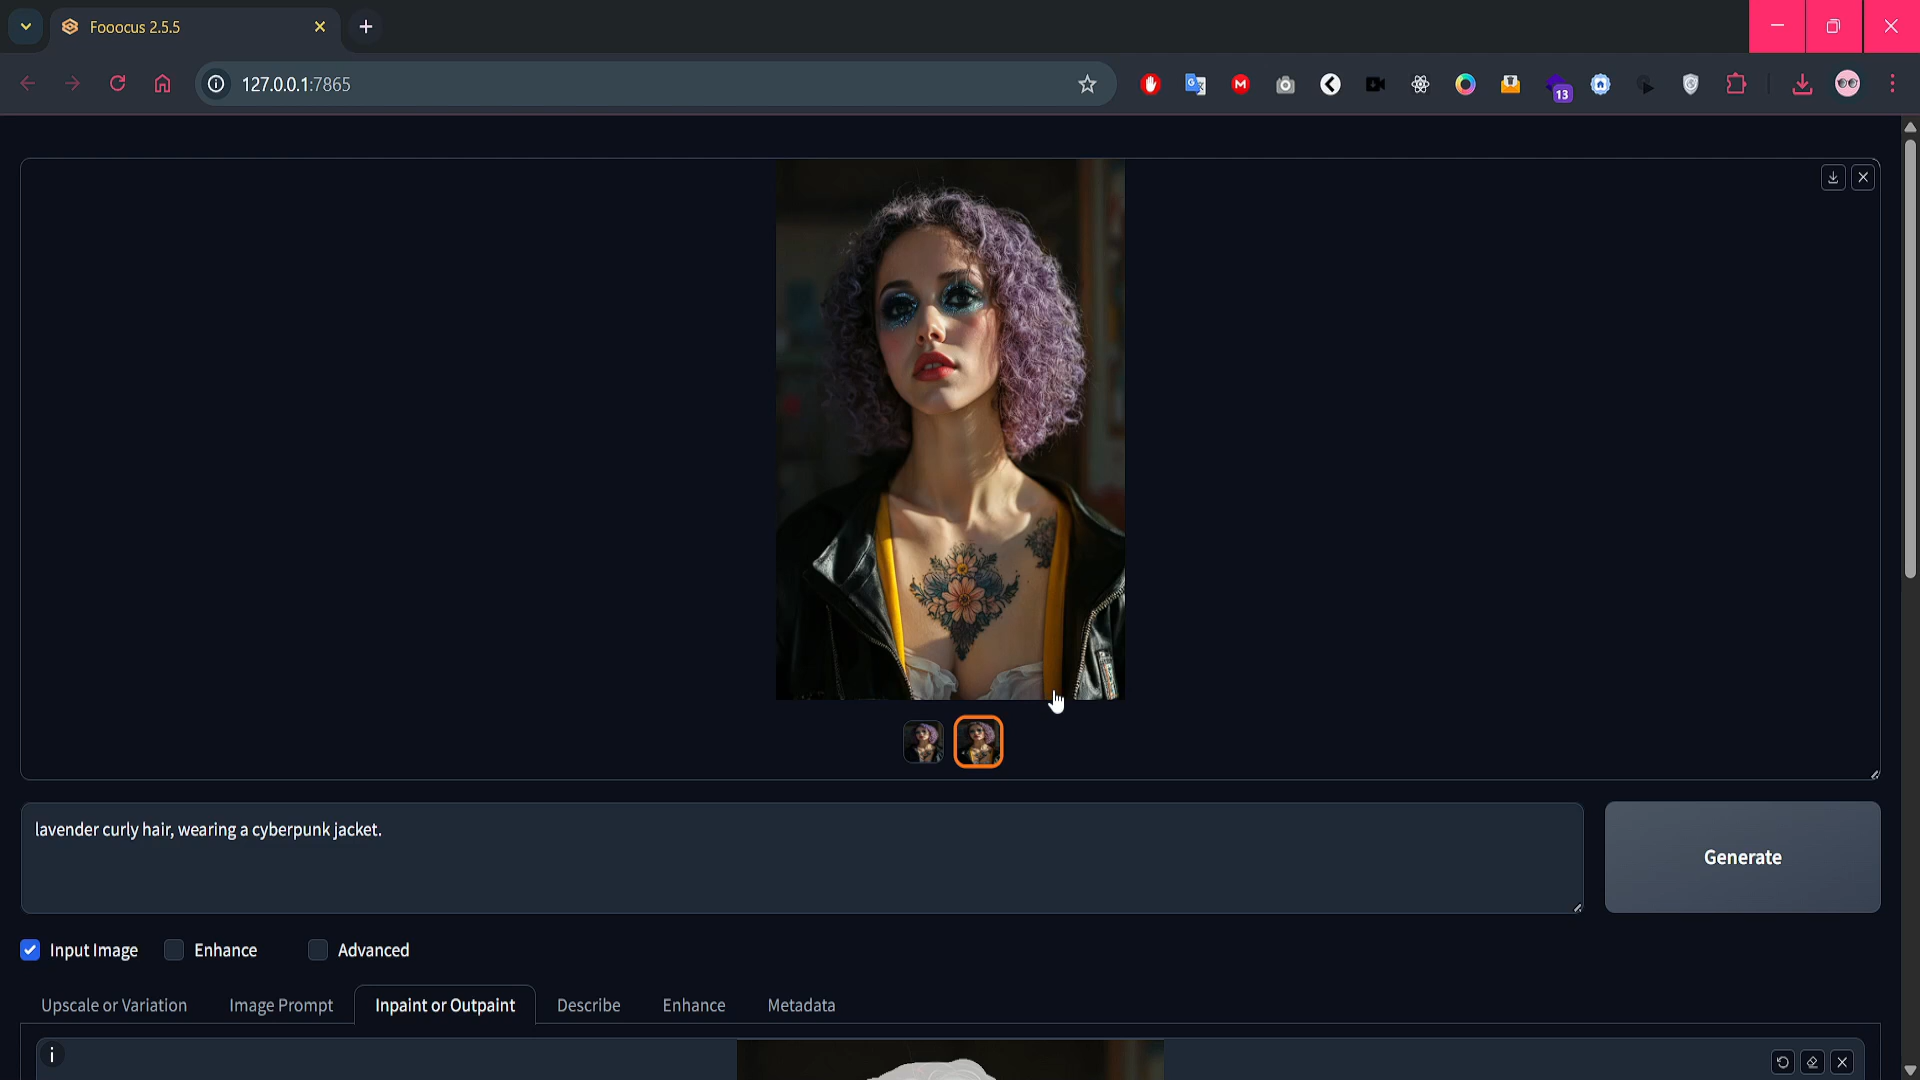 Fooocus 2.5.5
127.0.0.1:7865
13
lavender curly hair, wearing a cyberpunk jacket.
Generate
Input Image
Enhance
Advanced
Upscale or Variation
Image Prompt
Inpaint or Outpaint
Describe
Enhance
Metadata